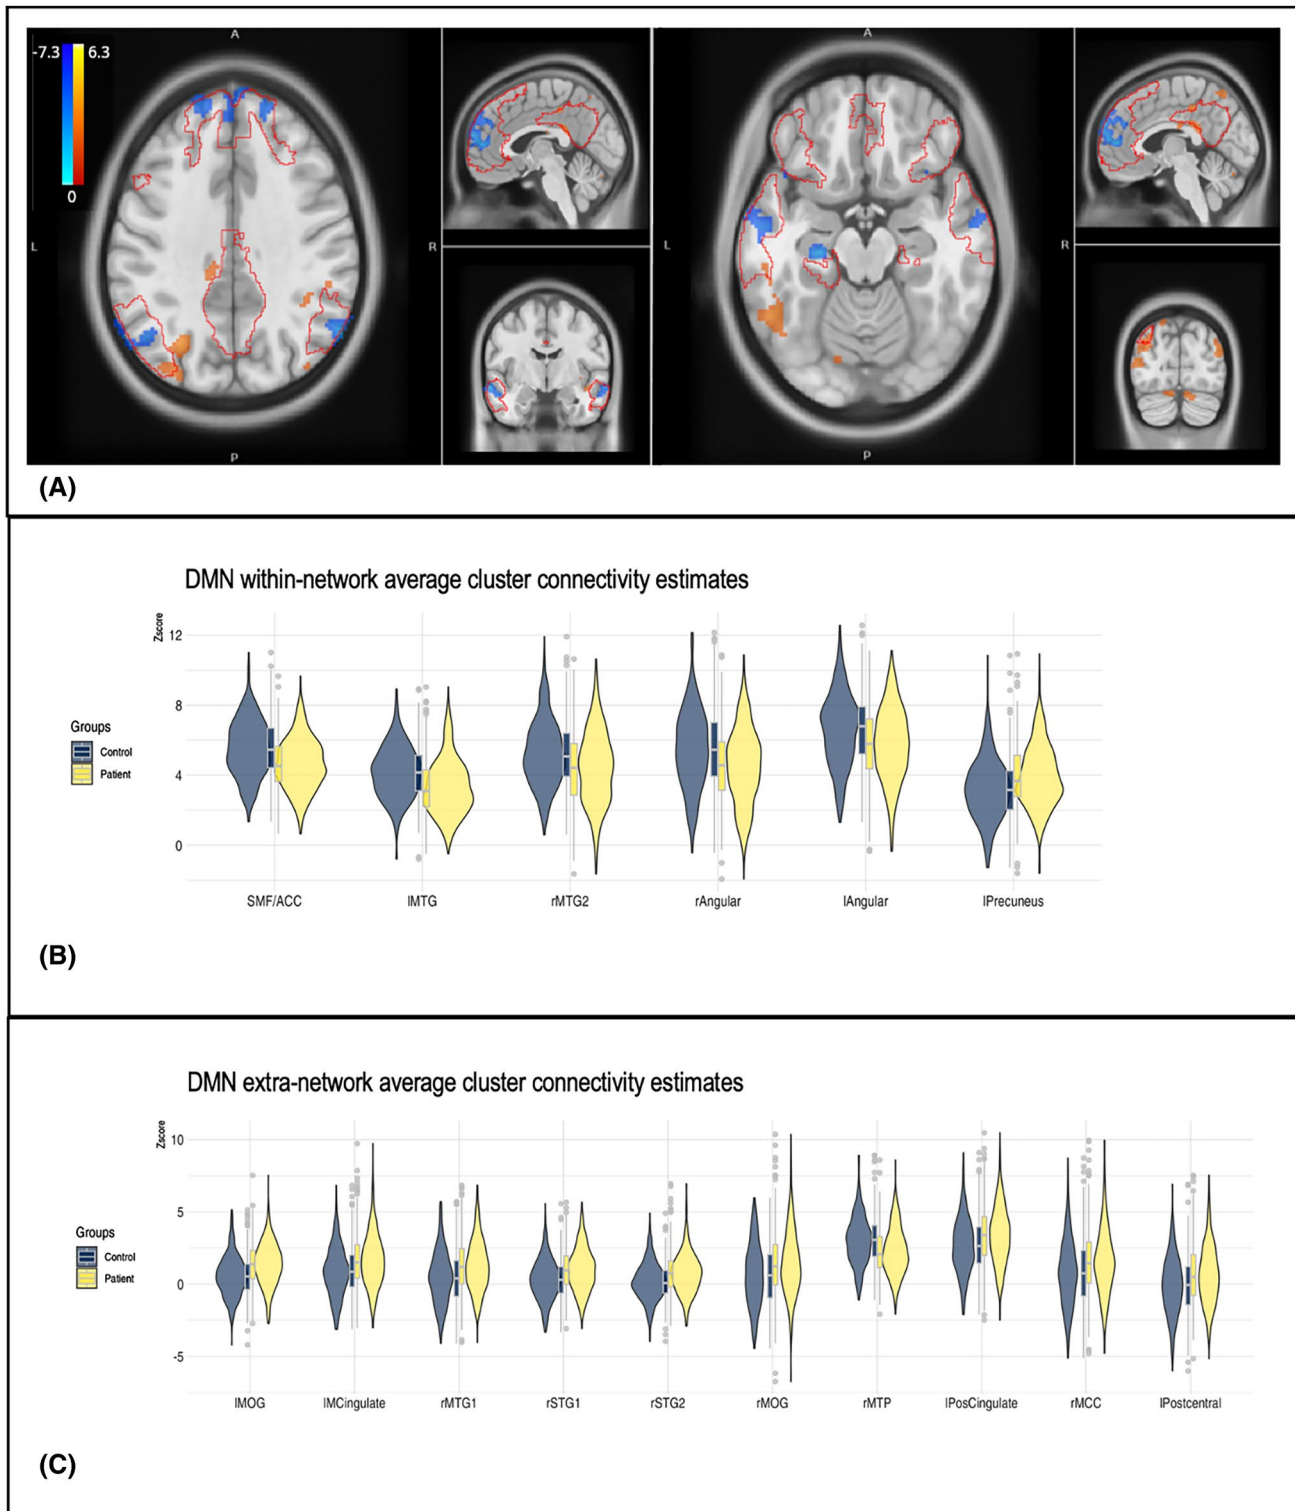 A
A
-7.3 6.3
0
L
R
L
R
P
P
(A)
DMN within-network average cluster connectivity estimates
Zscore
12
8
4
0
Groups
Control
Patient
SMF/ACC lMTG rMTG2 rAngular lAngular lPrecuneus
(B)
DMN extra-network average cluster connectivity estimates
Zscore
10
5
0
-5
Groups
Control
Patient
lMOG lMCingulate rMTG1 rSTG1 rSTG2 rMOG rMTP lPosCingulate rMCC lPostcentral
(C)